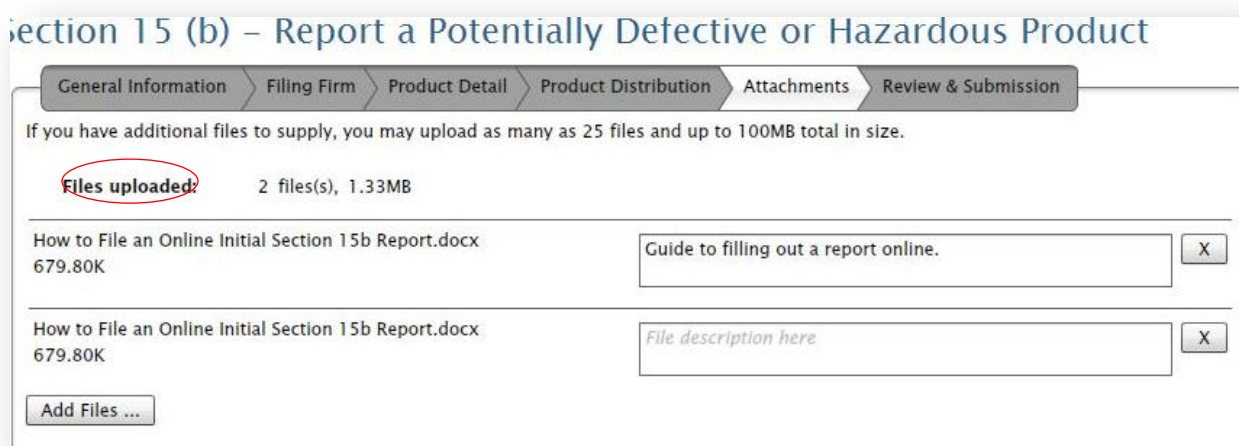 Section 15 (b) – Report a Potentially Defective or Hazardous Product
General Information Filing Firm Product Detail Product Distribution Attachments Review & Submission
If you have additional files to supply, you may upload as many as 25 files and up to 100MB total in size.
Files uploaded: 2 files(s), 1.33MB
How to File an Online Initial Section 15b Report.docx
679.80K
Guide to filling out a report online.
X
How to File an Online Initial Section 15b Report.docx
679.80K
File description here
X
Add Files ...